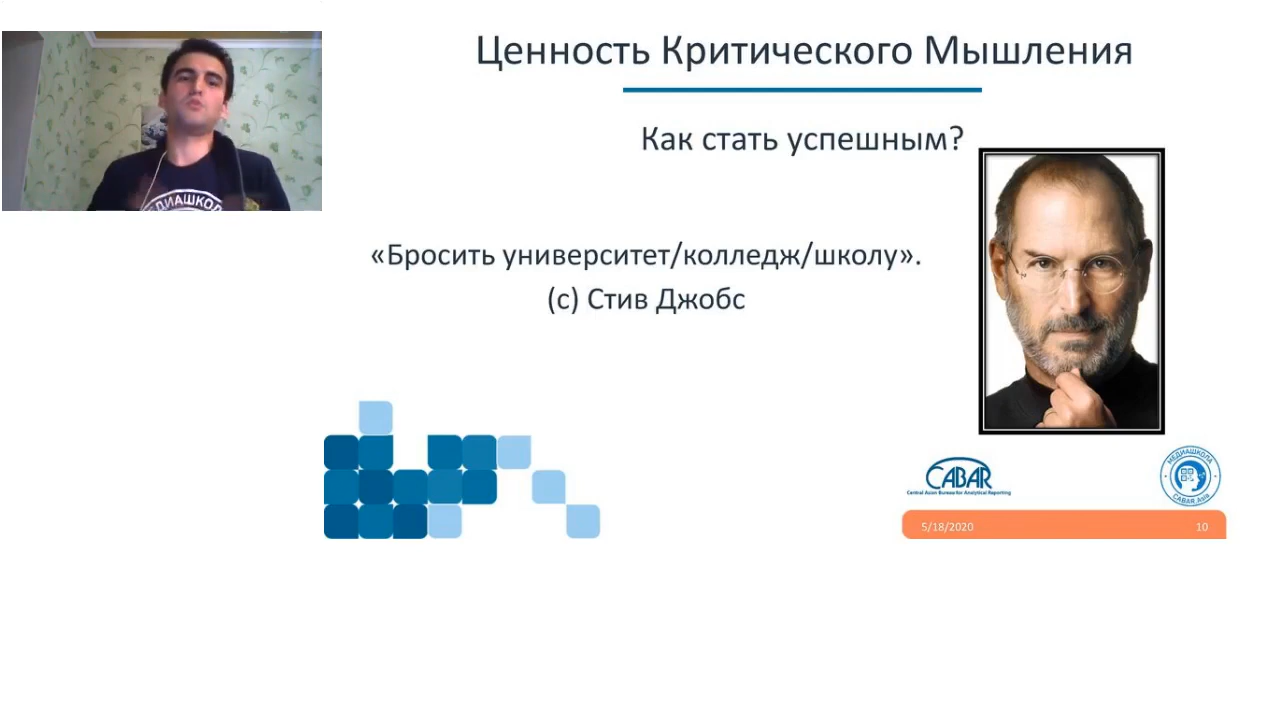 Ценность Критического Мышления
Как стать успешным?
«Бросить университет/колледж/школу».
(с) Стив Джобс
МЕДИАШКОЛ
CABAR
Central Asian Bureau for Analytical Reporting
МЕДИАШКОЛА
CABAR.Asia
5/18/2020
10